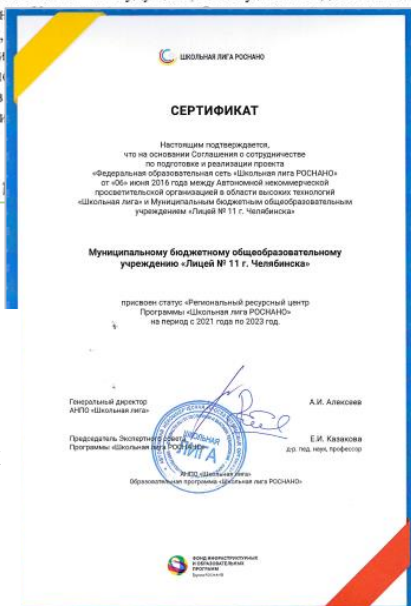 ШКОЛЬНАЯ ЛИГА РОСНАНО
СЕРТИФИКАТ
Настоящим подтверждается,
что на основании Соглашения о сотрудничестве
по подготовке и реализации проекта
«Федеральная образовательная сеть «Школьная лига РОСНАНО»
от «06» июня 2016 года между Автономной некоммерческой
просветительской организацией в области высоких технологий
«Школьная лига» и Муниципальным бюджетным общеобразовательным
учреждением «Лицей № 11 г. Челябинска»
Муниципальному бюджетному общеобразовательному
учреждению «Лицей № 11 г. Челябинска»
присвоен статус «Региональный ресурсный центр
Программы «Школьная лига РОСНАНО»
на период с 2021 года по 2023 год.
Генеральный директор
АНПО «Школьная лига»
А.И. Алексеев
Председатель Экспертного совета
Программы «Школьная лига РОСНАНО»
Е.И. Казакова
д-р. пед. наук, профессор
ШКОЛЬНАЯ
ЛИГА
АНПО «Школьная лига»
Образовательная программа «Школьная лига РОСНАНО»
ФОНД ИНФРАСТРУКТУРНЫХ
И ОБРАЗОВАТЕЛЬНЫХ
ПРОГРАММ
Группа РОСНАНО